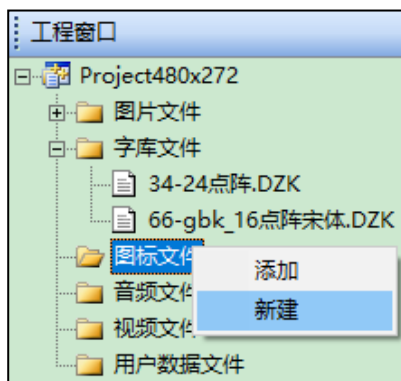 工程窗口
Project480x272
图片文件
字库文件
34-24点阵.DZK
66-gbk_16点阵宋体.DZK
图标文件
添加
音频文件
新建
视频文件
用户数据文件